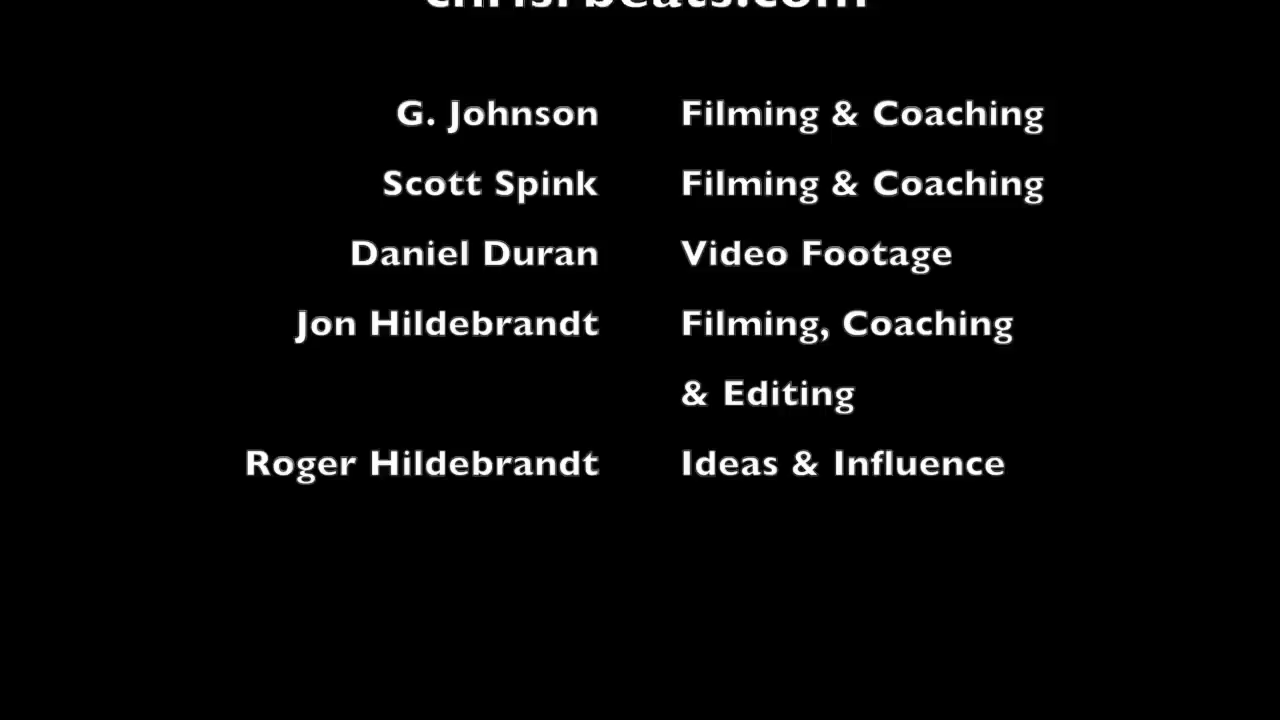 G. Johnson Filming & Coaching
Scott Spink Filming & Coaching
Daniel Duran Video Footage
Jon Hildebrandt Filming, Coaching
& Editing
Roger Hildebrandt Ideas & Influence